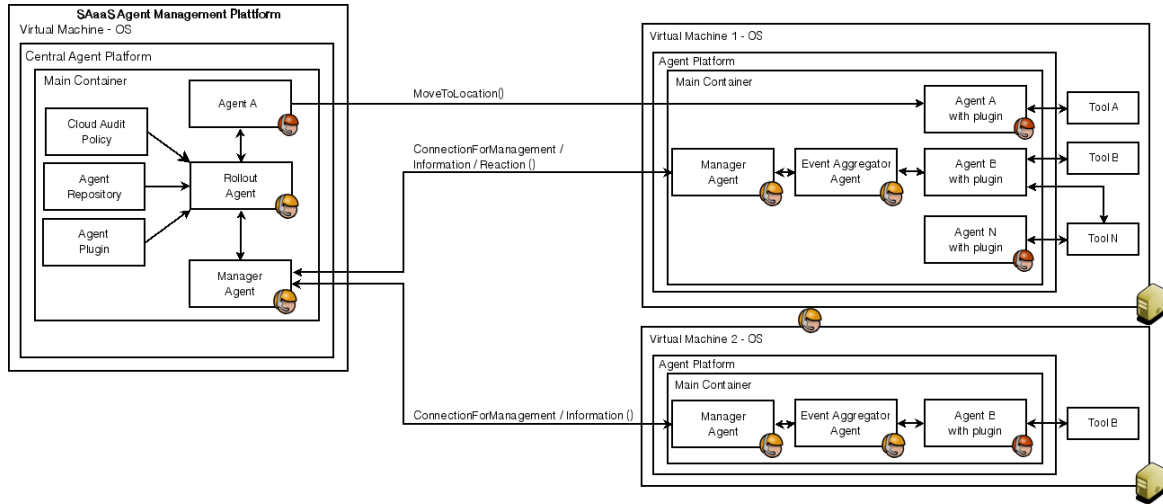 SAaaS Agent Management Plattform
Virtual Machine - OS
Central Agent Platform
Main Container
Agent A
Cloud Audit
Policy
Agent
Repository
Agent
Plugin
Rollout
Agent
Manager
Agent
MoveToLocation()
ConnectionForManagement /
Information / Reaction ()
ConnectionForManagement / Information ()
Virtual Machine 1 - OS
Agent Platform
Main Container
Agent A
with plugin
Tool A
Manager
Agent
Event Aggregator
Agent
Agent B
with plugin
Tool B
Agent N
with plugin
Tool N
Virtual Machine 2 - OS
Agent Platform
Main Container
Manager
Agent
Event Aggregator
Agent
Agent B
with plugin
Tool B